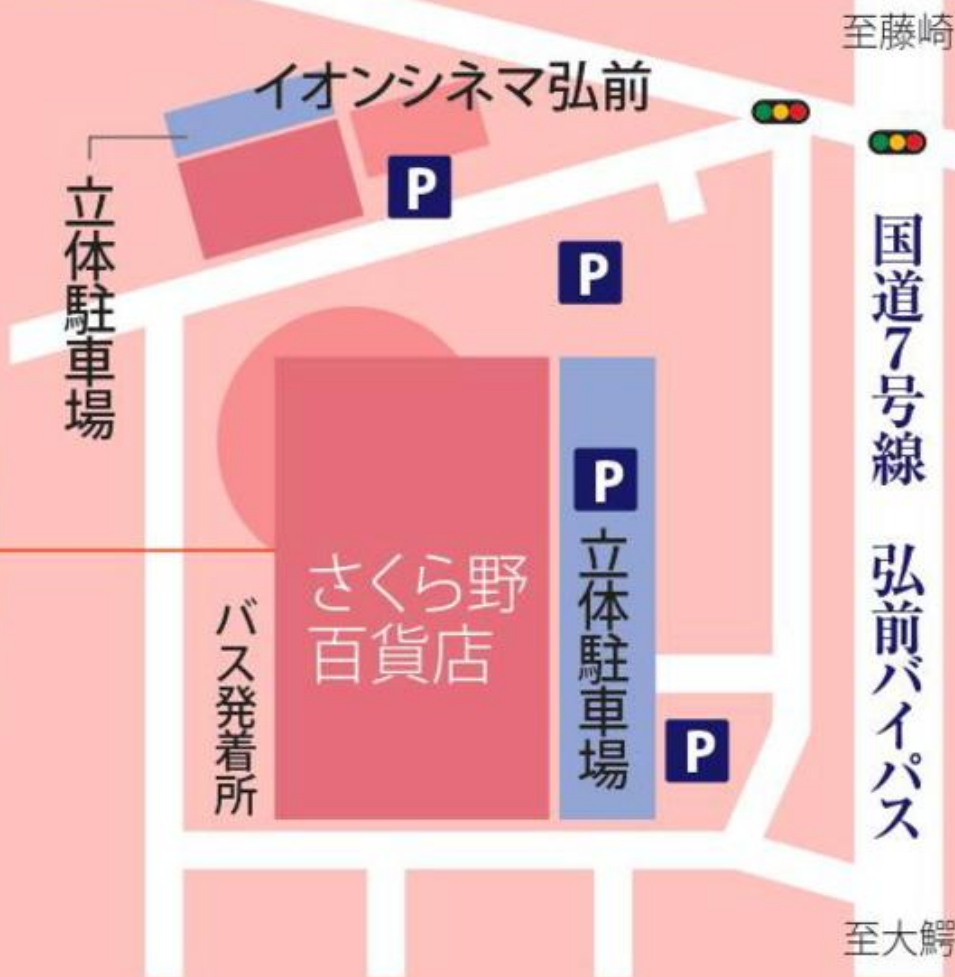 至藤崎
イオンシネマ弘前
立体駐車場
P
P
国道7号線 弘前バイパス
P
さくら野
百貨店
立体駐車場
バス発着所
P
至大鰐